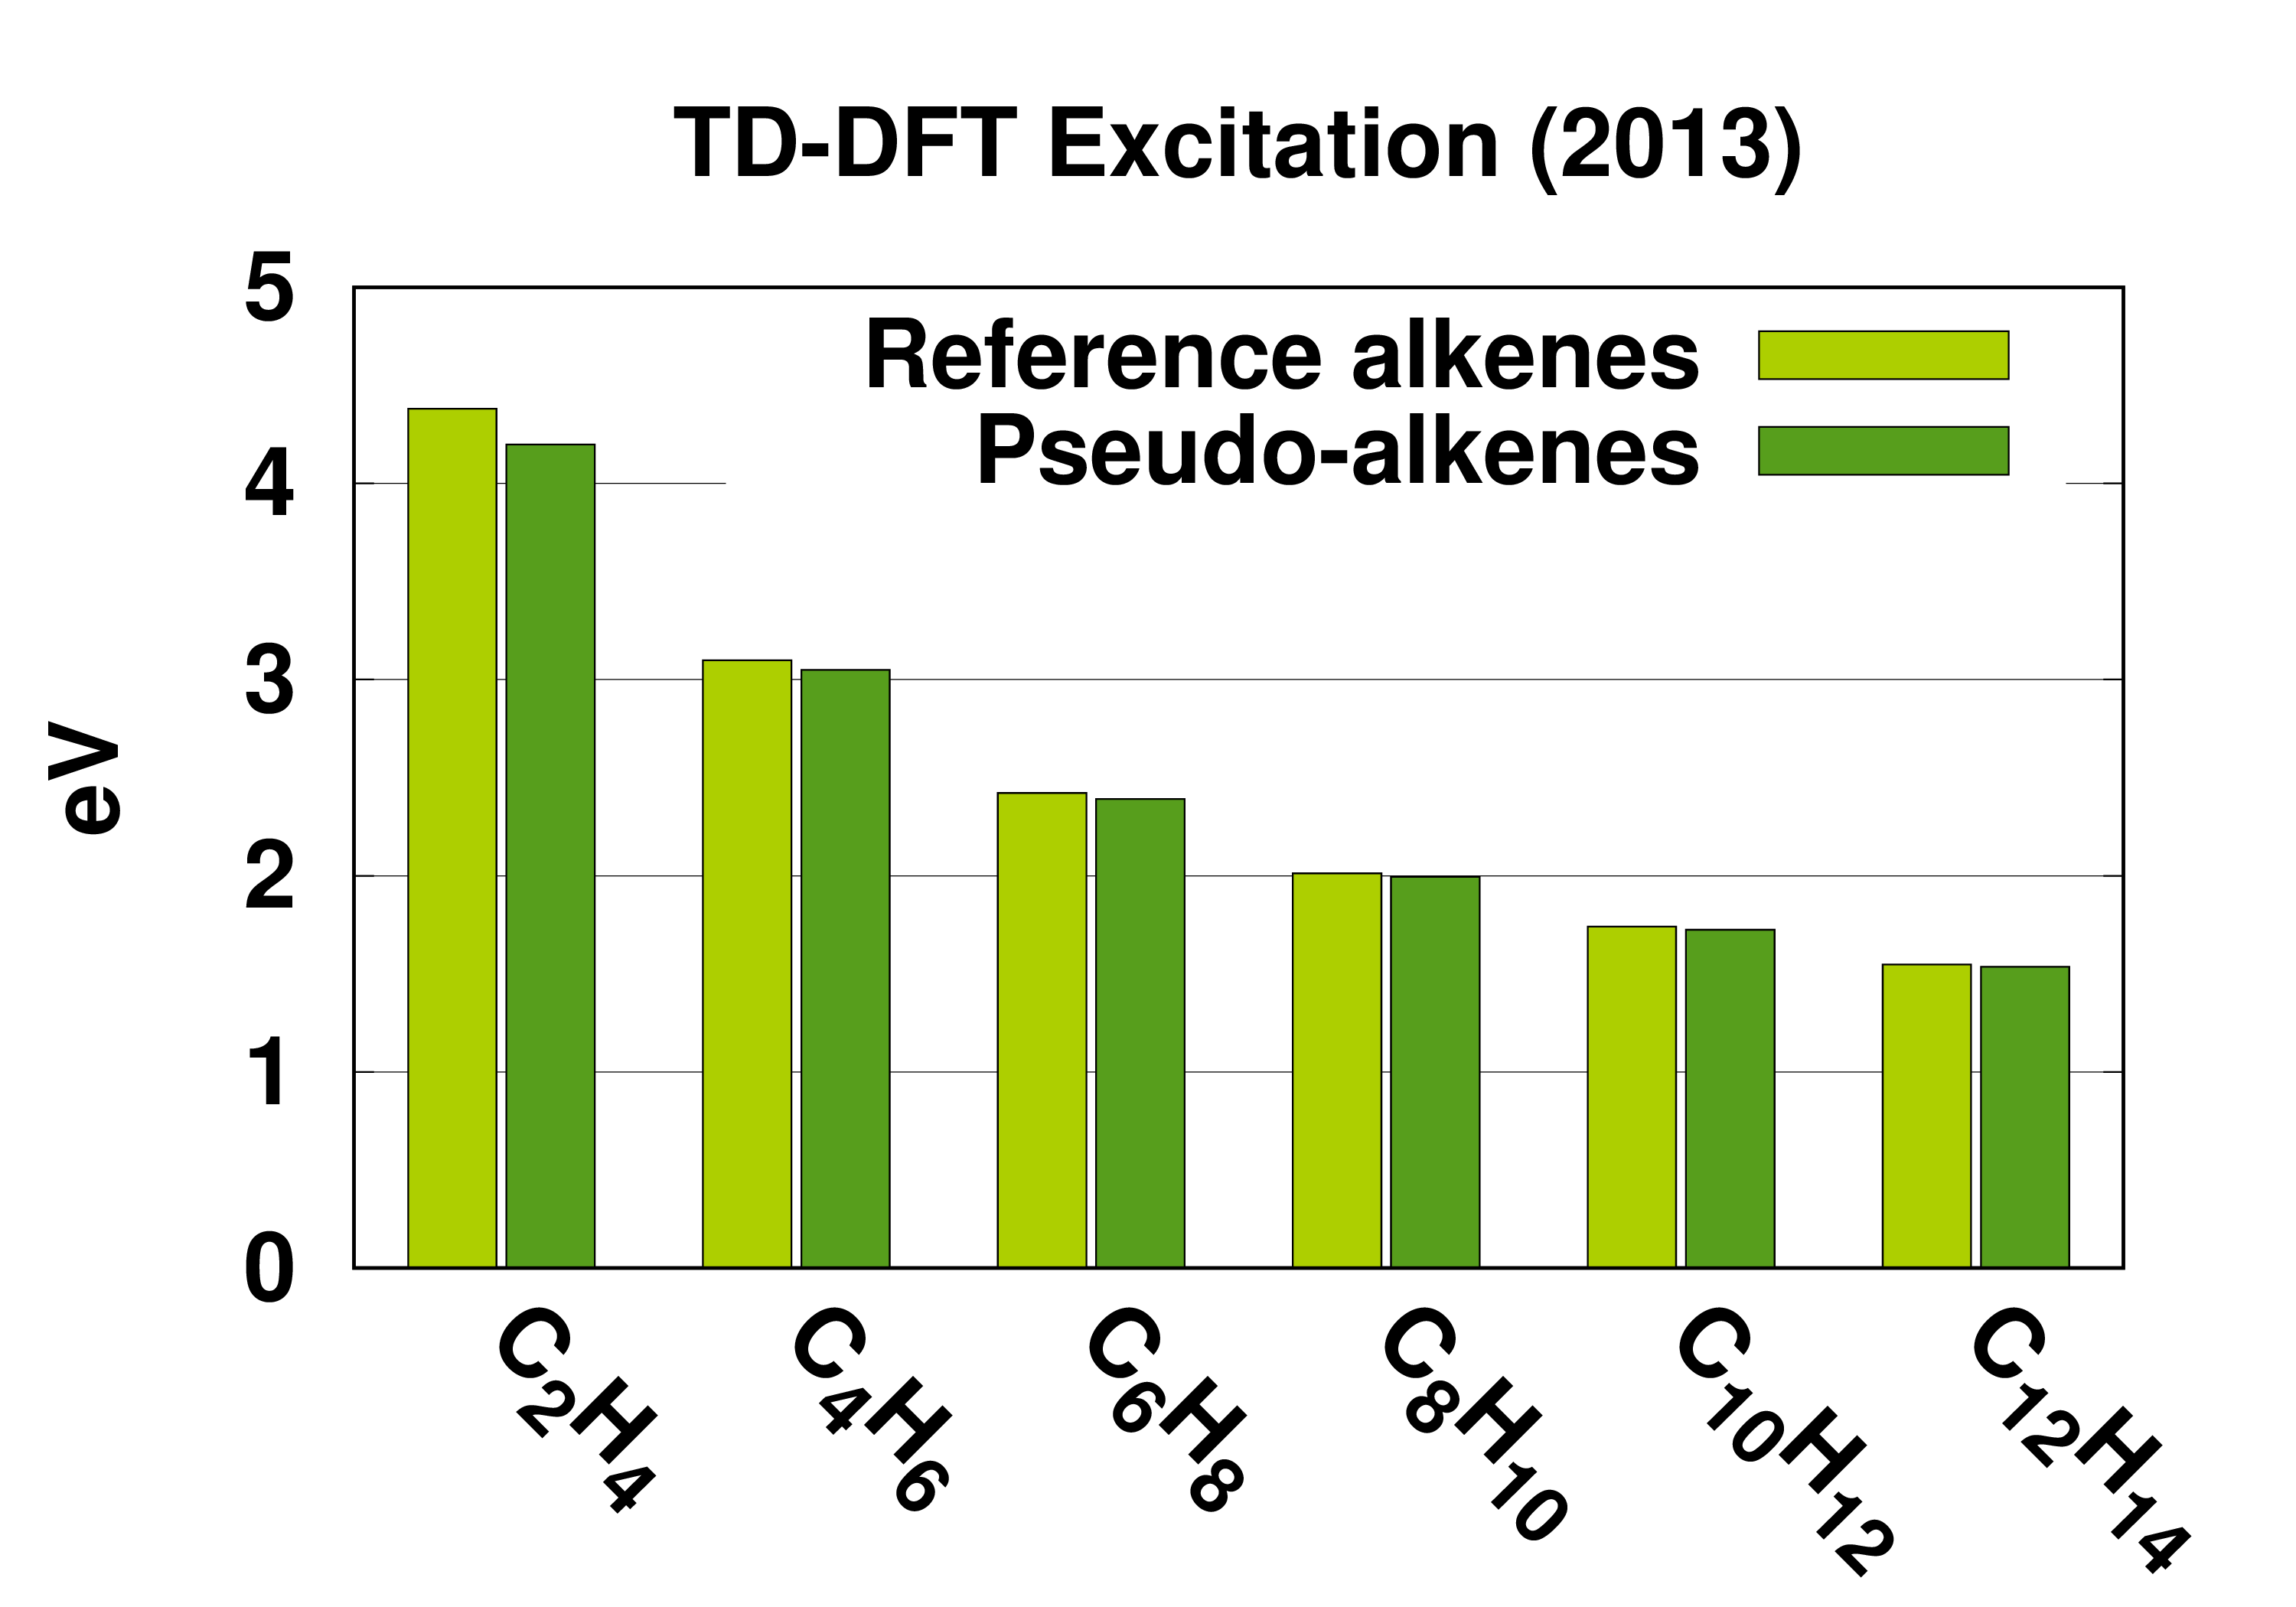 TD-DFT Excitation (2013)
5
4
3
2
1
0
eV
Reference alkenes
Pseudo-alkenes
C₂H₄
C₄H₆
C₆H₈
C₈H₁₀
C₁₀H₁₂
C₁₂H₁₄